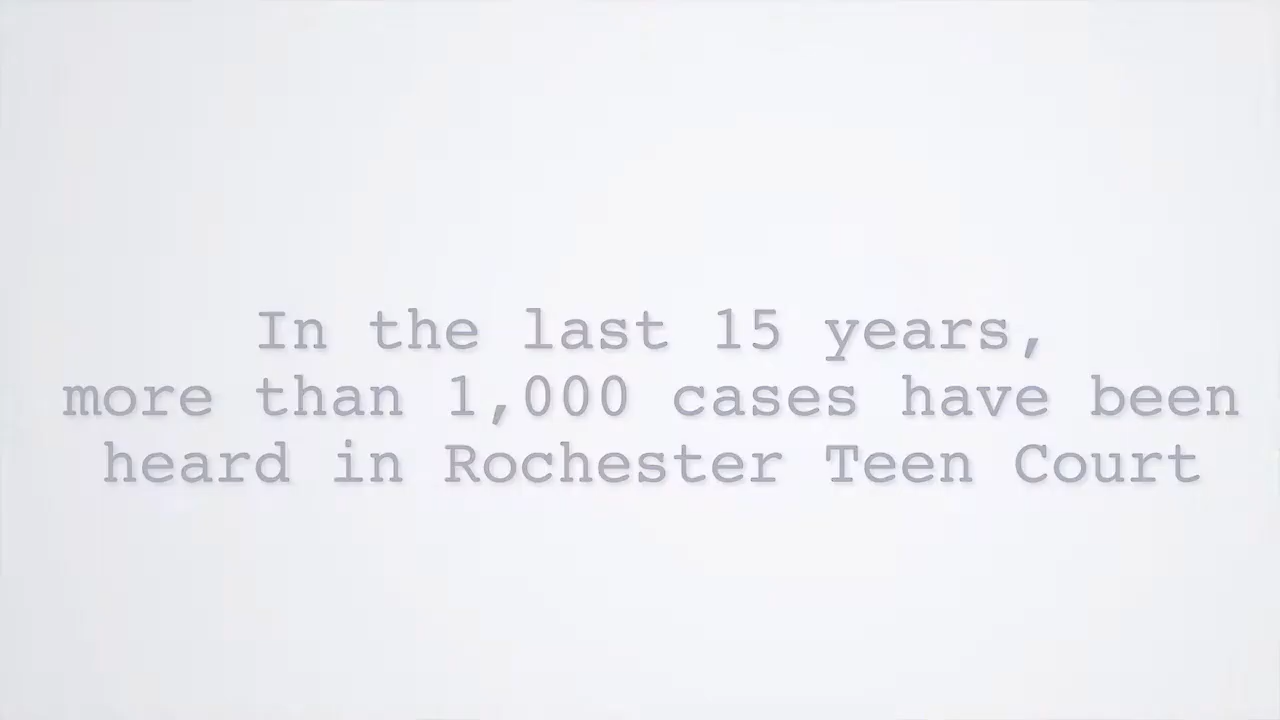 In the last 15 years,
more than 1,000 cases have been
heard in Rochester Teen Court